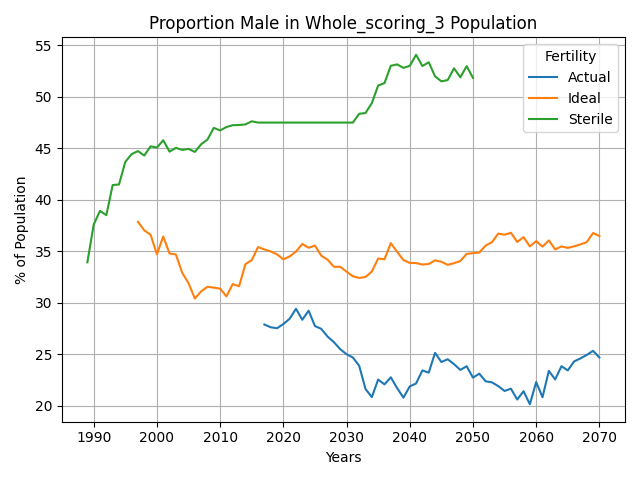 Proportion Male in Whole_scoring_3 Population
Fertility
Actual
Ideal
Sterile
% of Population
55
50
45
40
35
30
25
20
1990 2000 2010 2020 2030 2040 2050 2060 2070
Years